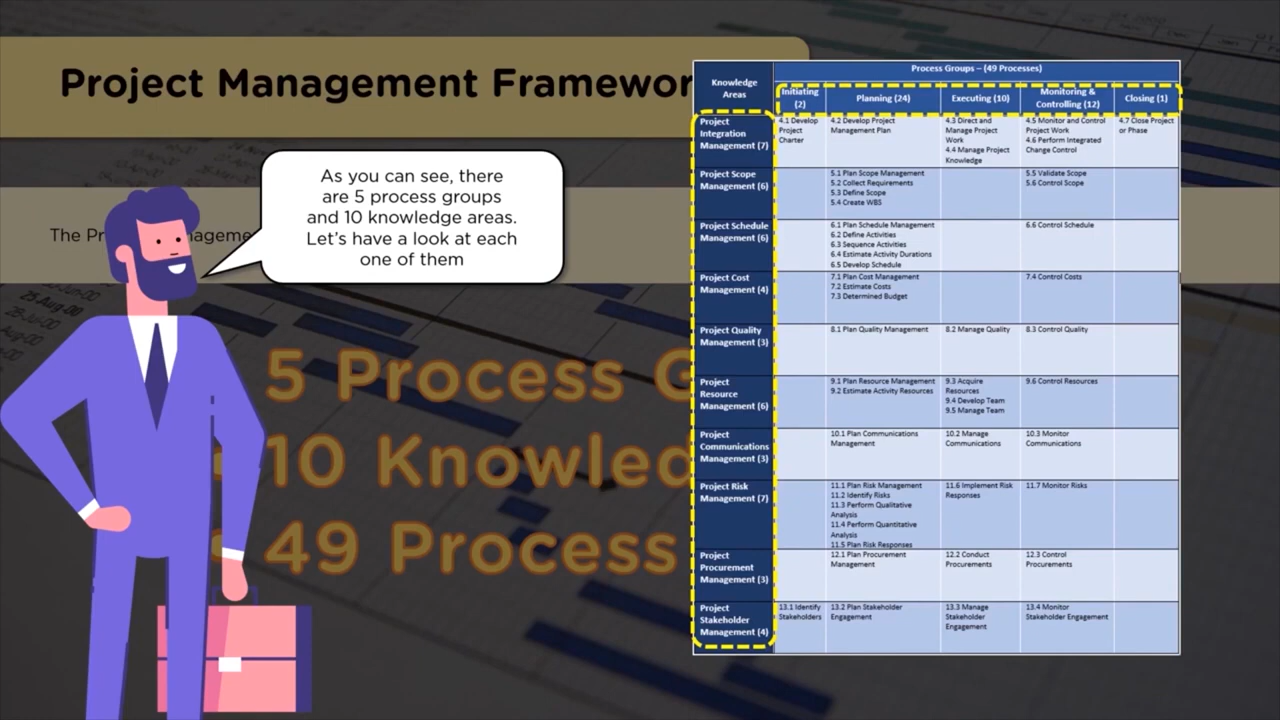 Project Management Framewor
The Pr
ageme
As you can see, there
are 5 process groups
and 10 knowledge areas.
Let's have a look at each
one of them
5 Process G
10 Knowled
49 Process
25-Aug-00
Knowledge
Areas
Process Groups – (49 Processes)
Initiating
(2)
Planning (24)
Executing (10)
Monitoring &
Controlling (12)
Closing (1)
Project
Integration
Management (7)
4.1 Develop
Project
Charter
4.2 Develop Project
Management Plan
4.3 Direct and
Manage Project
Work
4.4 Manage Project
Knowledge
4.5 Monitor and Control
Project Work
4.6 Perform Integrated
Change Control
4.7 Close Project
or Phase
Project Scope
Management (6)
5.1 Plan Scope Management
5.2 Collect Requirements
5.3 Define Scope
5.4 Create WBS
5.5 Validate Scope
5.6 Control Scope
Project Schedule
Management (6)
6.1 Plan Schedule Management
6.2 Define Activities
6.3 Sequence Activities
6.4 Estimate Activity Durations
6.5 Develop Schedule
6.6 Control Schedule
Project Cost
Management (4)
7.1 Plan Cost Management
7.2 Estimate Costs
7.3 Determined Budget
7.4 Control Costs
Project Quality
Management (3)
8.1 Plan Quality Management
8.2 Manage Quality
8.3 Control Quality
Project
Resource
Management (6)
9.1 Plan Resource Management
9.2 Estimate Activity Resources
9.3 Acquire
Resources
9.4 Develop Team
9.5 Manage Team
9.6 Control Resources
Project
Communications
Management (3)
10.1 Plan Communications
Management
10.2 Manage
Communications
10.3 Monitor
Communications
Project Risk
Management (7)
11.1 Plan Risk Management
11.2 Identify Risks
11.3 Perform Qualitative
Analysis
11.4 Perform Quantitative
Analysis
11.5 Plan Risk Responses
11.6 Implement Risk
Responses
11.7 Monitor Risks
Project
Procurement
Management (3)
12.1 Plan Procurement
Management
12.2 Conduct
Procurements
12.3 Control
Procurements
Project
Stakeholder
Management (4)
13.1 Identify
Stakeholders
13.2 Plan Stakeholder
Engagement
13.3 Manage
Stakeholder
Engagement
13.4 Monitor
Stakeholder Engagement